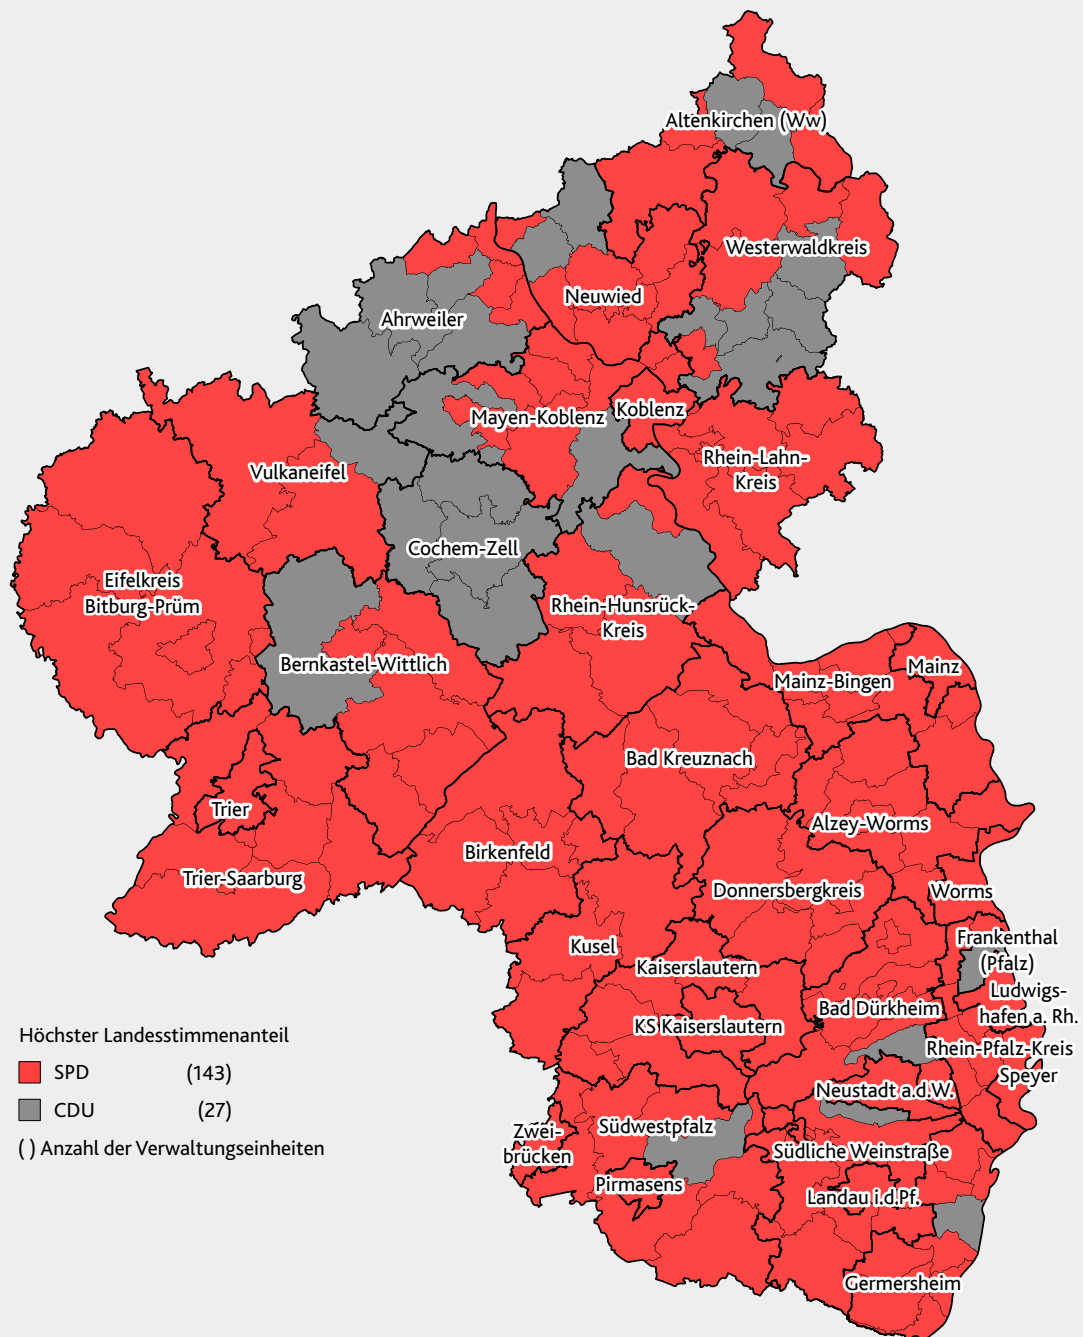 Altenkirchen (Ww)
Westerwaldkreis
Neuwied
Ahrweiler
Mayen-Koblenz
Koblenz
Rhein-Lahn-
Kreis
Vulkaneifel
Cochem-Zell
Eifelkreis
Bitburg-Prüm
Rhein-Hunsrück-
Kreis
Bernkastel-Wittlich
Mainz
Mainz-Bingen
Bad Kreuznach
Trier
Alzey-Worms
Birkenfeld
Trier-Saarburg
Donnersbergkreis
Worms
Kusel
Frankenthal
(Pfalz)
Kaiserslautern
Ludwigs-
hafen a. Rh.
Bad Dürkheim
KS Kaiserslautern
Rhein-Pfalz-Kreis
Speyer
Neustadt a.d.W.
Südwestpfalz
Zwei-
brücken
Südliche Weinstraße
Pirmasens
Landau i.d.Pf.
Germersheim
Höchster Landesstimmenanteil
SPD (143)
CDU (27)
( ) Anzahl der Verwaltungseinheiten